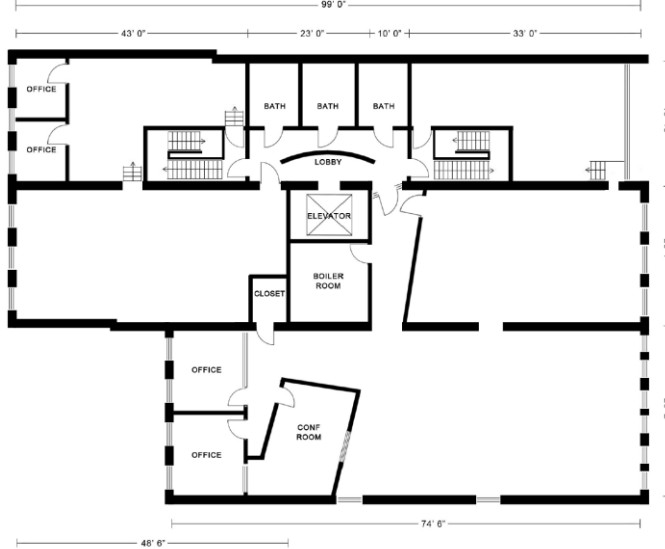 99' 0"
43' 0" 23' 0" 10' 0" 33' 0"
OFFICE
BATH BATH BATH
OFFICE
LOBBY
ELEVATOR
BOILER
ROOM
CLOSET
OFFICE
CONF
ROOM
OFFICE
74' 6"
48' 6"